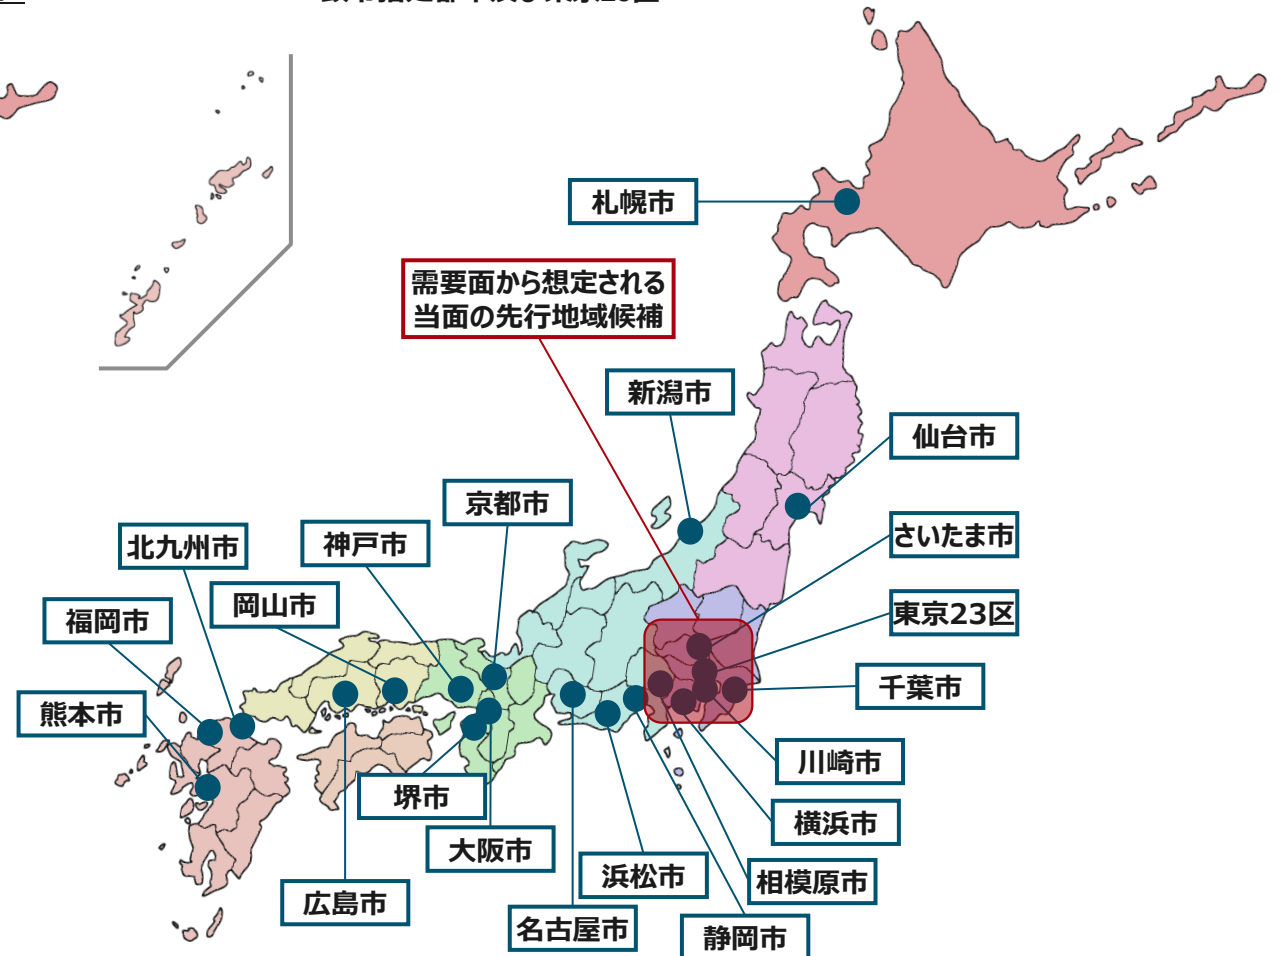 札幌市
需要面から想定される
当面の先行地域候補
新潟市
仙台市
京都市
さいたま市
北九州市
神戸市
岡山市
東京23区
福岡市
千葉市
熊本市
川崎市
堺市
横浜市
大阪市
浜松市
相模原市
広島市
名古屋市
静岡市